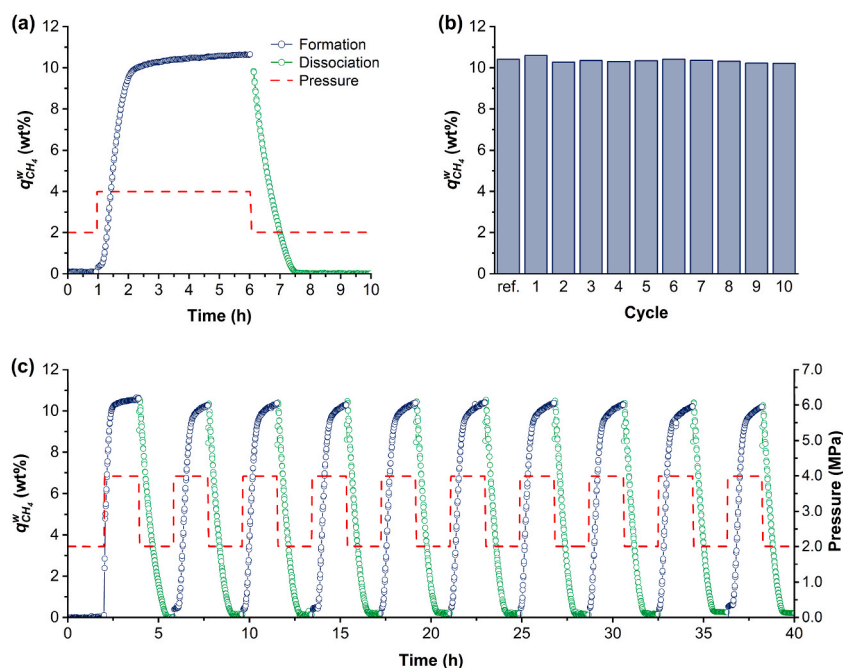 (a)
12
10
8
6
4
2
0
q^w_CH4 (wt%)
Formation
Dissociation
Pressure
0 1 2 3 4 5 6 7 8 9 10
Time (h)
(b)
12
10
8
6
4
2
0
q^w_CH4 (wt%)
ref. 1 2 3 4 5 6 7 8 9 10
Cycle
(c)
12
10
8
6
4
2
0
q^w_CH4 (wt%)
7.0
6.0
5.0
4.0
3.0
2.0
1.0
0.0
Pressure (MPa)
0 5 10 15 20 25 30 35 40
Time (h)